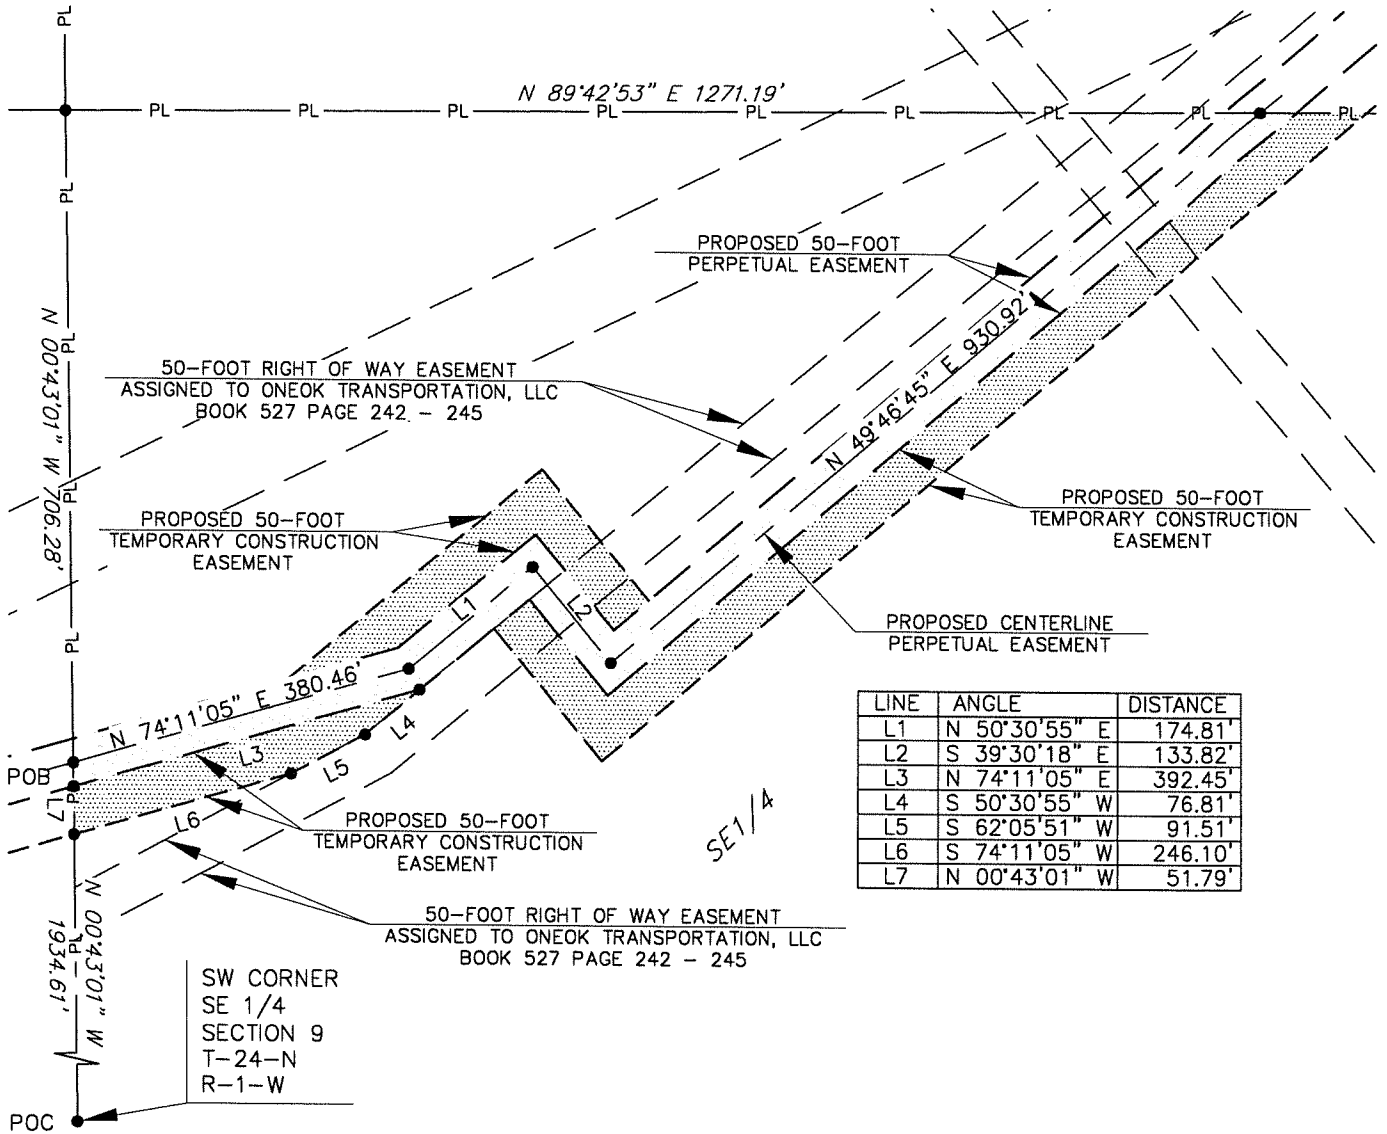 PL
N 89°42'53" E 1271.19'
PL PL PL PL PL PL PL PL PL
PL
PROPOSED 50-FOOT
PERPETUAL EASEMENT
N 00°43'01" W 706.28'
PL
50-FOOT RIGHT OF WAY EASEMENT
ASSIGNED TO ONEOK TRANSPORTATION, LLC
BOOK 527 PAGE 242 - 245
N 49°46'45" E 930.92'
PL
PROPOSED 50-FOOT
TEMPORARY CONSTRUCTION
EASEMENT
PROPOSED 50-FOOT
TEMPORARY CONSTRUCTION
EASEMENT
L1
L2
PL
PROPOSED CENTERLINE
PERPETUAL EASEMENT
N 74°11'05" E 380.46'
POB
L3
L4
L5
L6
L7
PROPOSED 50-FOOT
TEMPORARY CONSTRUCTION
EASEMENT
SE1/4
LINE ANGLE DISTANCE
L1 N 50°30'55" E 174.81'
L2 S 39°30'18" E 133.82'
L3 N 74°11'05" E 392.45'
L4 S 50°30'55" W 76.81'
L5 S 62°05'51" W 91.51'
L6 S 74°11'05" W 246.10'
L7 N 00°43'01" W 51.79'
50-FOOT RIGHT OF WAY EASEMENT
ASSIGNED TO ONEOK TRANSPORTATION, LLC
BOOK 527 PAGE 242 - 245
N 00°43'01" W
1934.61'
PL
SW CORNER
SE 1/4
SECTION 9
T-24-N
R-1-W
POC